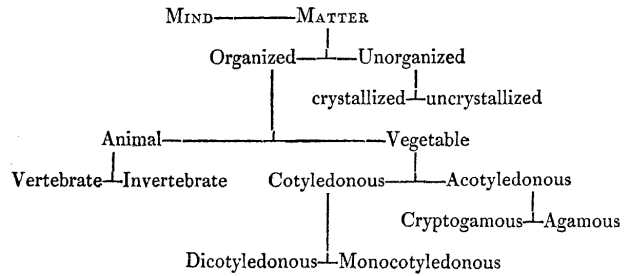 MIND MATTER
Organized Unorganized
crystallized uncrystallized
Animal Vegetable
Vertebrate Invertebrate Cotyledonous Acotyledonous
Cryptogamous Agamous
Dicotyledonous Monocotyledonous